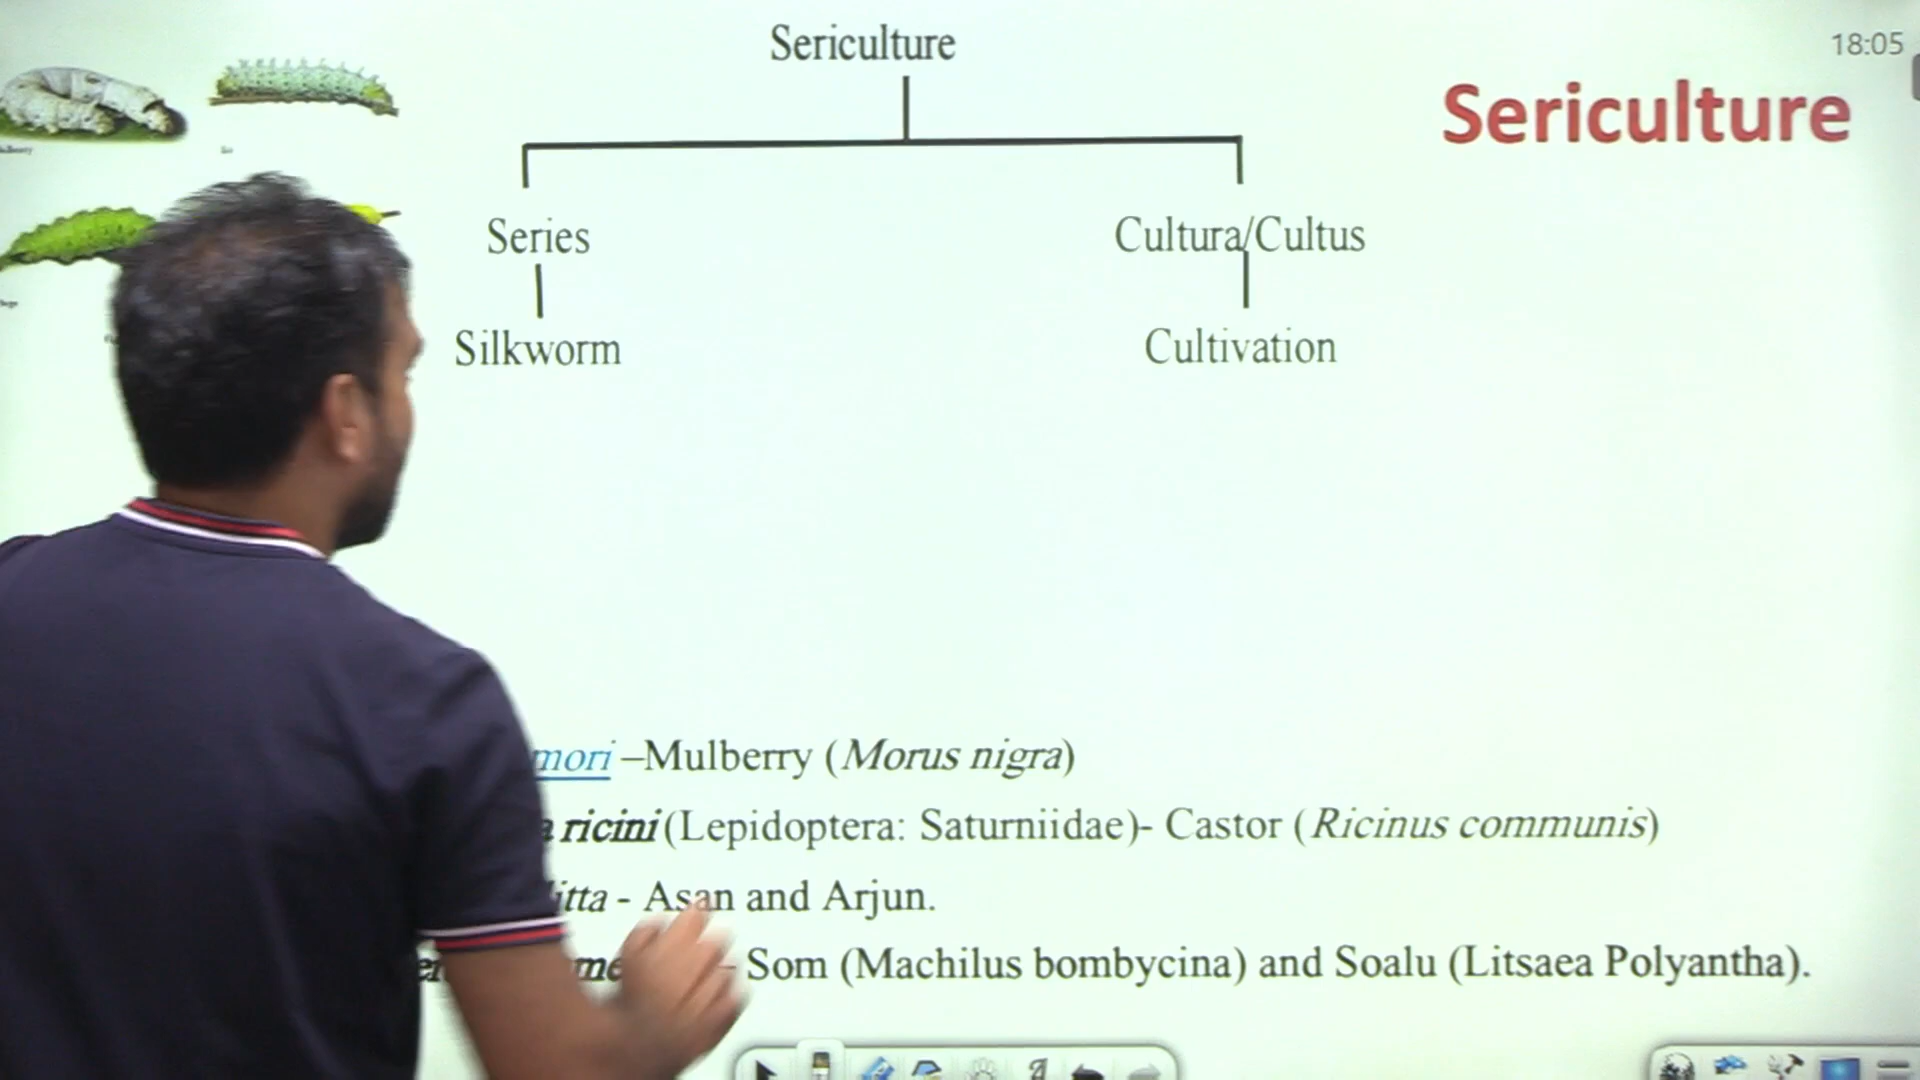 Sericulture
18:05
Sericulture
Series
Cultura/Cultus
Silkworm
Cultivation
mori –Mulberry (Morus nigra)
a ricini (Lepidoptera: Saturniidae)- Castor (Ricinus communis)
itta - Asan and Arjun.
- Som (Machilus bombycina) and Soalu (Litsaea Polyantha).